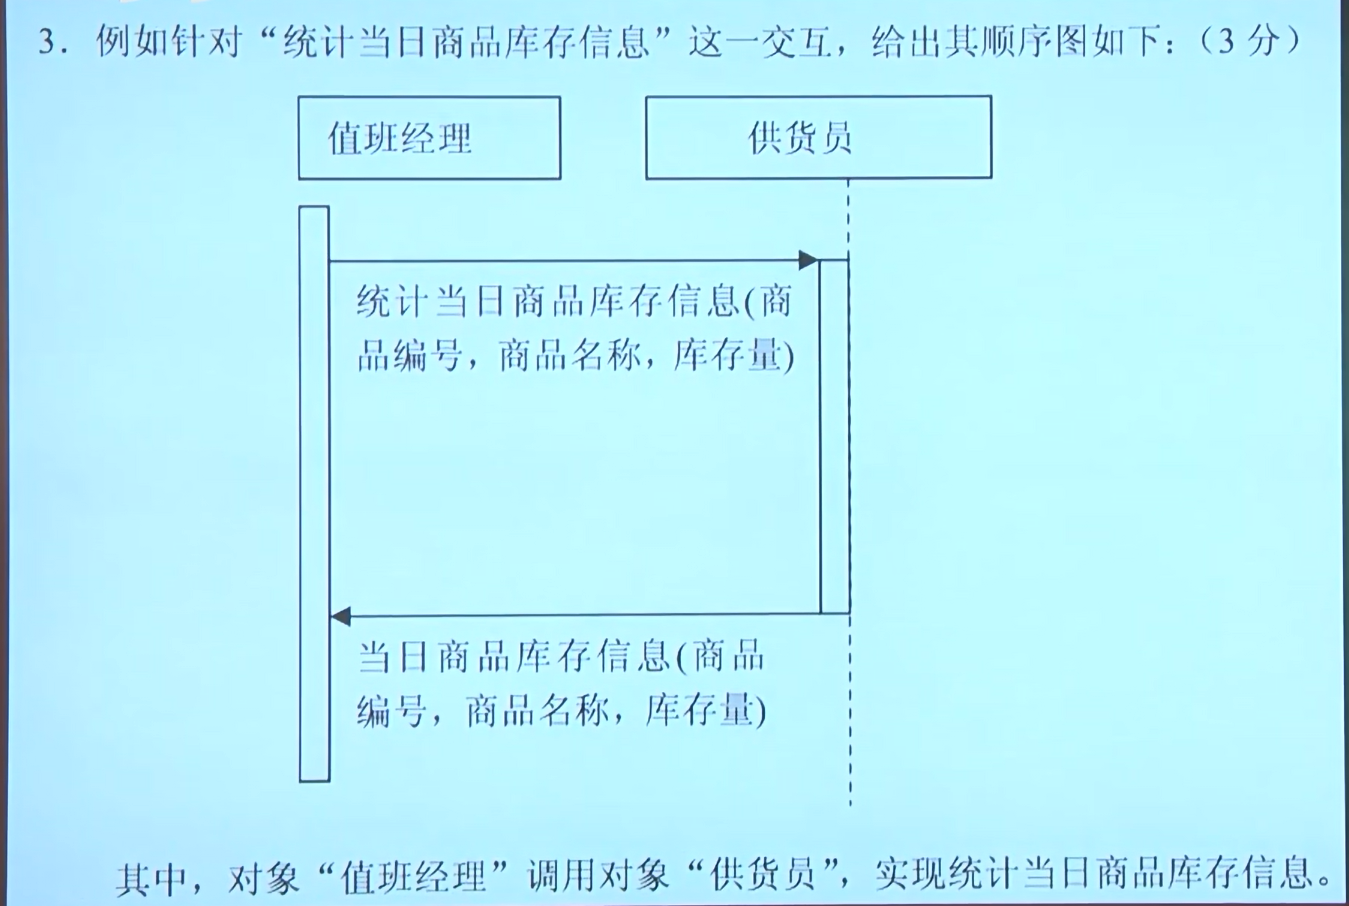 3. 例如针对“统计当日商品库存信息”这一交互，给出其顺序图如下：（3 分）
值班经理
供货员
统计当日商品库存信息(商
品编号，商品名称，库存量)
当日商品库存信息(商品
编号，商品名称，库存量)
其中，对象“值班经理”调用对象“供货员”，实现统计当日商品库存信息。